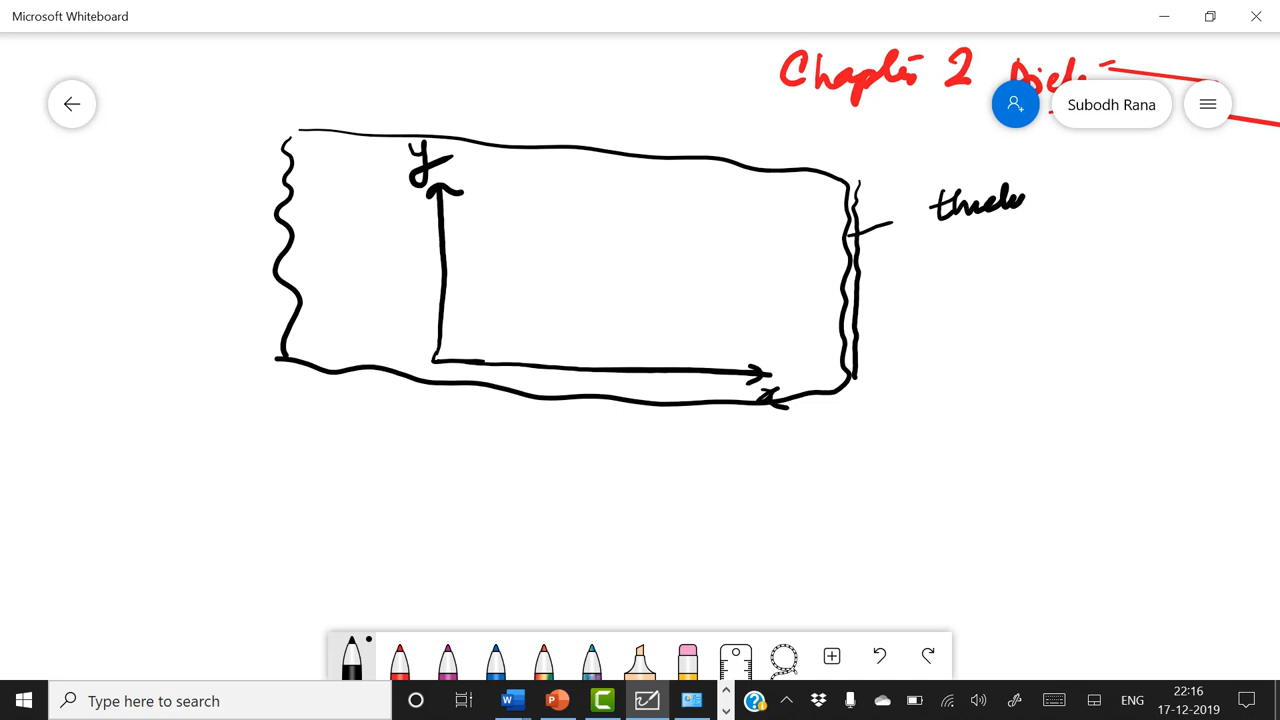 Microsoft Whiteboard
Chapter 2
Subodh Rana
y
x
Type here to search
ENG
22:16
17-12-2019